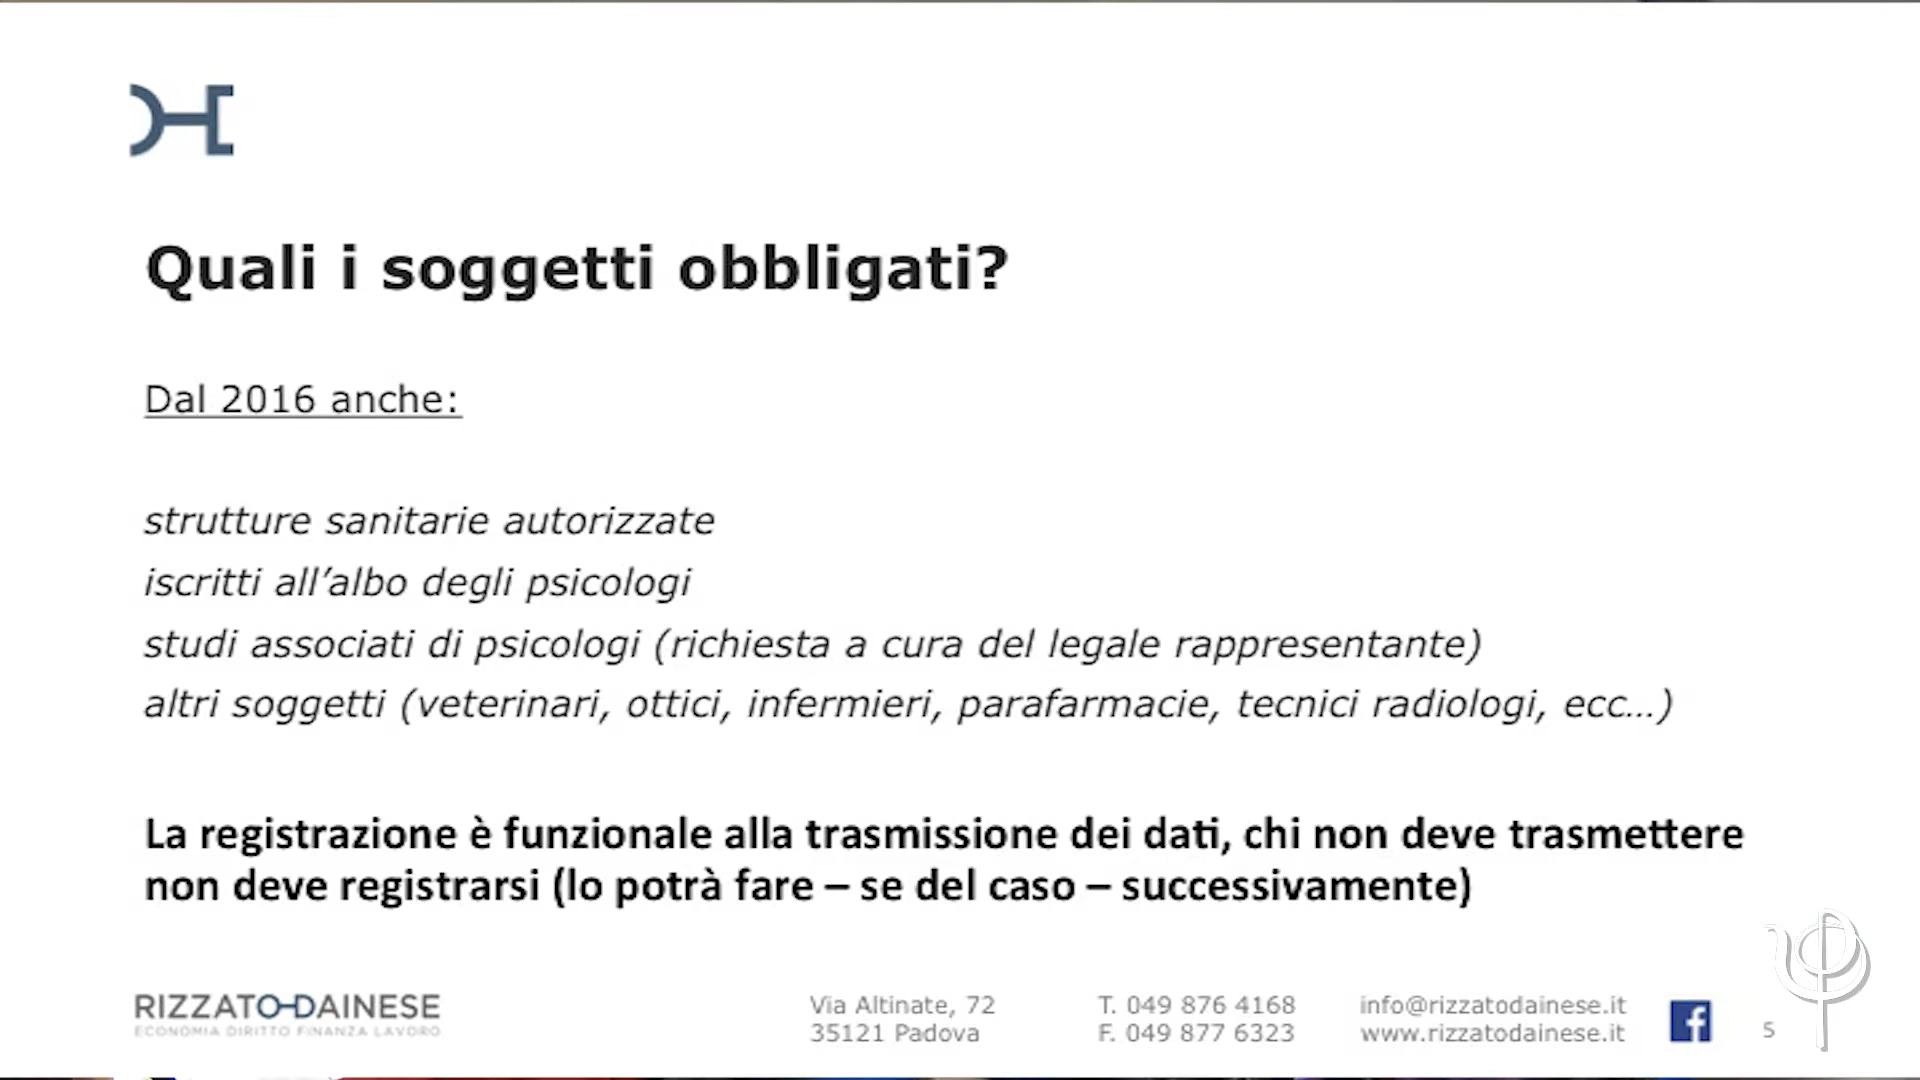 Quali i soggetti obbligati?
Dal 2016 anche:
strutture sanitarie autorizzate
iscritti all’albo degli psicologi
studi associati di psicologi (richiesta a cura del legale rappresentante)
altri soggetti (veterinari, ottici, infermieri, parafarmacie, tecnici radiologi, ecc…)
La registrazione è funzionale alla trasmissione dei dati, chi non deve trasmettere
non deve registrarsi (lo potrà fare – se del caso – successivamente)
RIZZATO DAINESE
ECONOMIA DIRITTO FINANZA LAVORO
Via Altinate, 72
35121 Padova
T. 049 876 4168
F. 049 877 6323
info@rizzatodainese.it
www.rizzatodainese.it
5